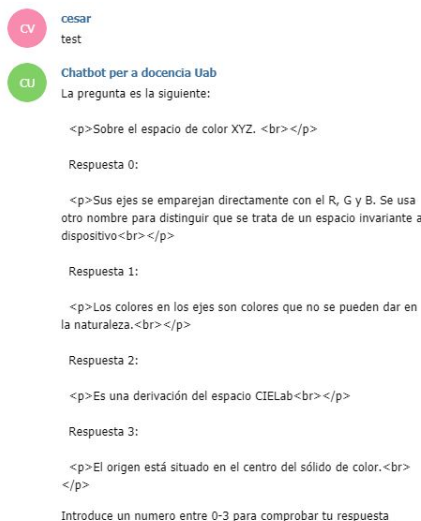 CV
cesar
test
CU
Chatbot per a docencia Uab
La pregunta es la siguiente:
<p>Sobre el espacio de color XYZ. <br></p>
Respuesta 0:
<p>Sus ejes se emparejan directamente con el R, G y B. Se usa
otro nombre para distinguir que se trata de un espacio invariante a
dispositivo<br></p>
Respuesta 1:
<p>Los colores en los ejes son colores que no se pueden dar en
la naturaleza.<br></p>
Respuesta 2:
<p>Es una derivación del espacio CIELab<br></p>
Respuesta 3:
<p>El origen está situado en el centro del sólido de color.<br>
</p>
Introduce un numero entre 0-3 para comprobar tu respuesta